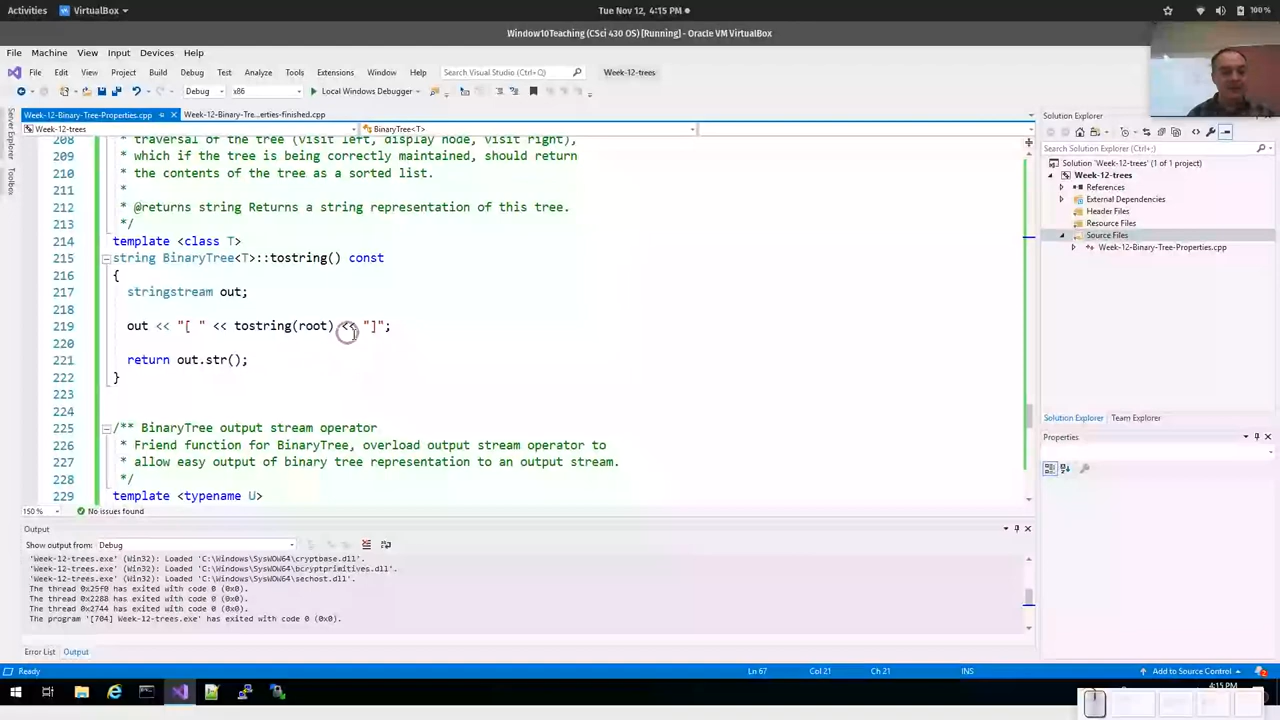 Activities VirtualBox Tue Nov 12, 4:15 PM 100 %
Window10Teaching (CSci 430 OS) [Running] - Oracle VM VirtualBox
File Machine View Input Devices Help
File Edit View Project Build Debug Test Analyze Tools Extensions Window Help Search Visual Studio (Ctrl+Q) Week-12-trees
Debug x86 Local Windows Debugger
Week-12-Binary-Tree-Properties.cpp Week-12-Binary-Tre...erties-finished.cpp
Week-12-trees BinaryTree<T>
208 * traversal of the tree (visit left, display node, visit right),
209 * which if the tree is being correctly maintained, should return
210 * the contents of the tree as a sorted list.
211 *
212 * @returns string Returns a string representation of this tree.
213 */
214 template <class T>
215 string BinaryTree<T>::tostring() const
216 {
217 stringstream out;
218
219 out << "[ " << tostring(root) << "]";
220
221 return out.str();
222 }
223
224
225 /** BinaryTree output stream operator
226 * Friend function for BinaryTree, overload output stream operator to
227 * allow easy output of binary tree representation to an output stream.
228 */
229 template <typename U>
150 % No issues found
Output
Show output from: Debug
'Week-12-trees.exe' (Win32): Loaded 'C:\Windows\SysWOW64\cryptbase.dll'.
'Week-12-trees.exe' (Win32): Loaded 'C:\Windows\SysWOW64\bcryptprimitives.dll'.
'Week-12-trees.exe' (Win32): Loaded 'C:\Windows\SysWOW64\sechost.dll'.
The thread 0x25f0 has exited with code 0 (0x0).
The thread 0x2288 has exited with code 0 (0x0).
The thread 0x2744 has exited with code 0 (0x0).
The program '[704] Week-12-trees.exe' has exited with code 0 (0x0).
Error List Output
Ready Ln 67 Col 21 Ch 21 INS Add to Source Control 2
4:15 PM
Server Explorer
Toolbox
Solution Explorer
Search Solution Explorer (Ctrl+;)
Solution 'Week-12-trees' (1 of 1 project)
Week-12-trees
References
External Dependencies
Header Files
Resource Files
Source Files
Week-12-Binary-Tree-Properties.cpp
Solution Explorer Team Explorer
Properties